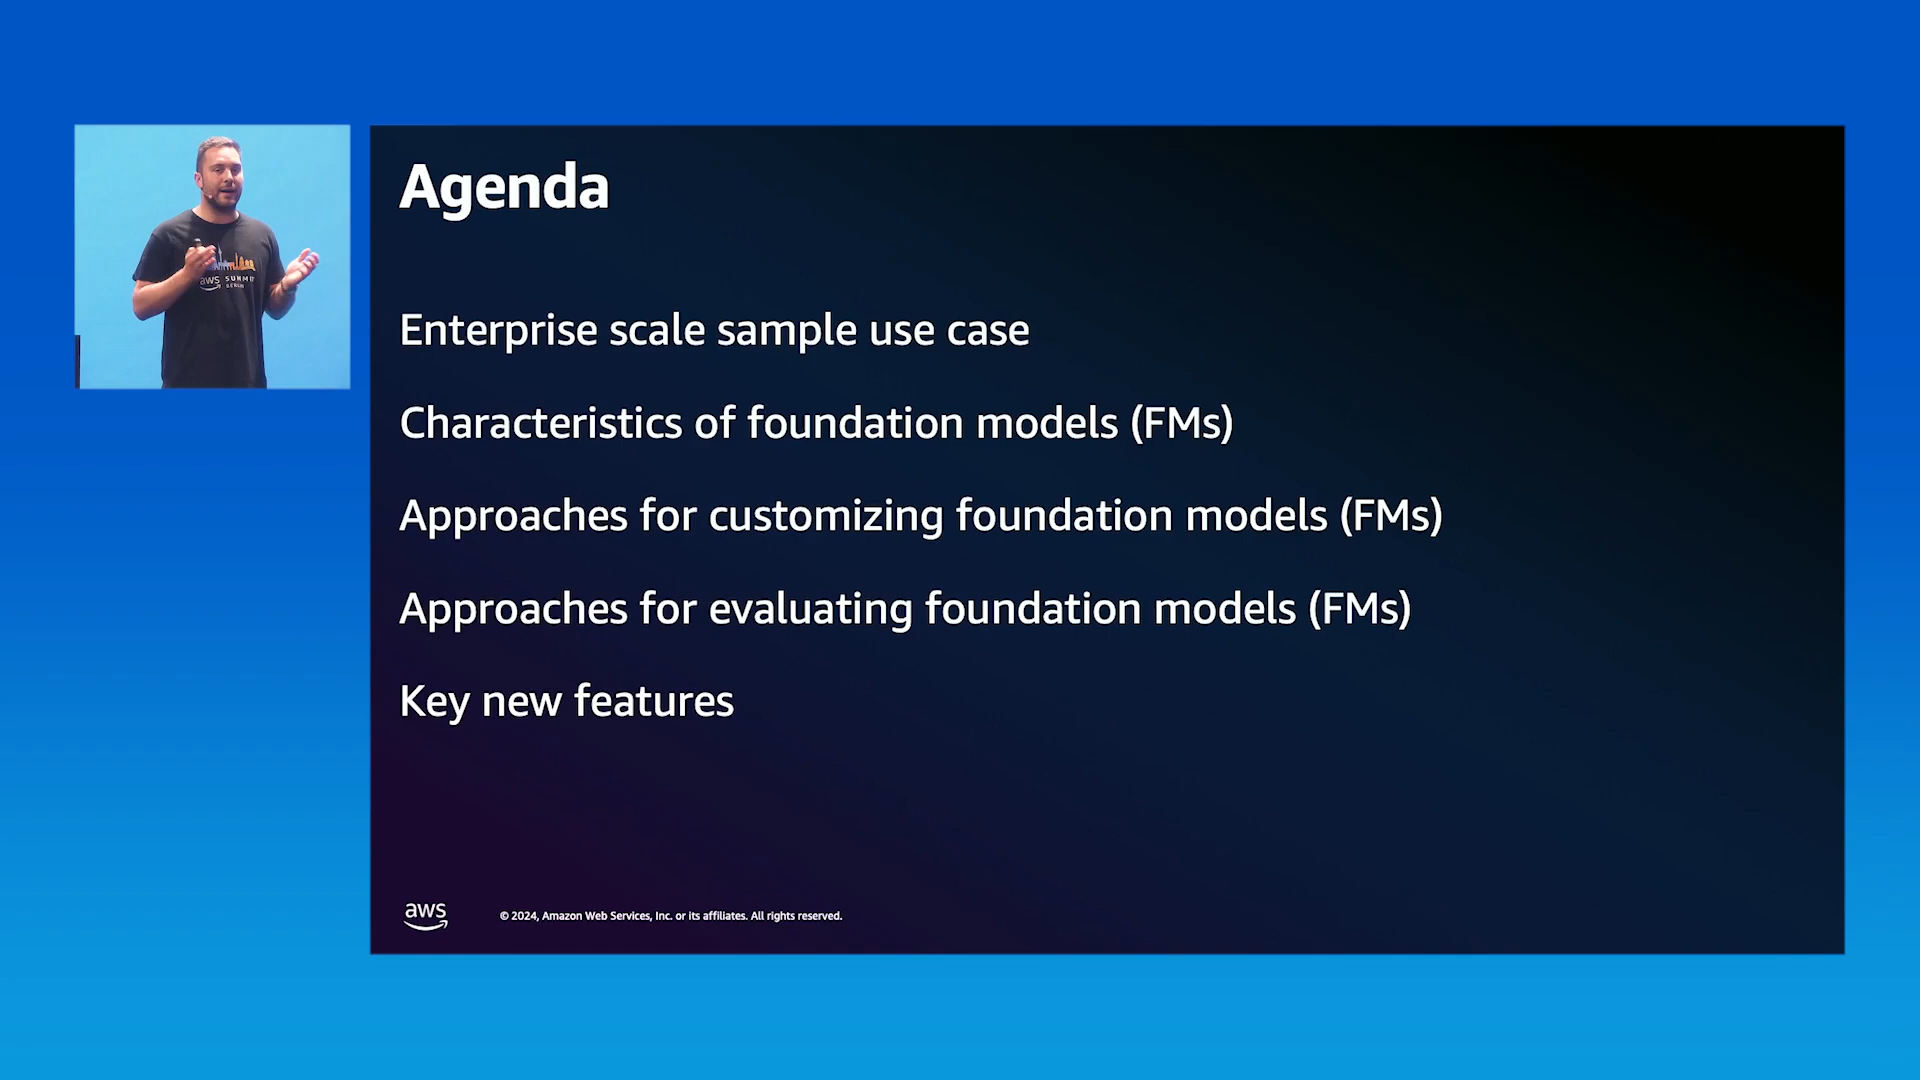 Agenda
Enterprise scale sample use case
Characteristics of foundation models (FMs)
Approaches for customizing foundation models (FMs)
Approaches for evaluating foundation models (FMs)
Key new features
aws
© 2024, Amazon Web Services, Inc. or its affiliates. All rights reserved.
aws SUMMIT
BERLIN